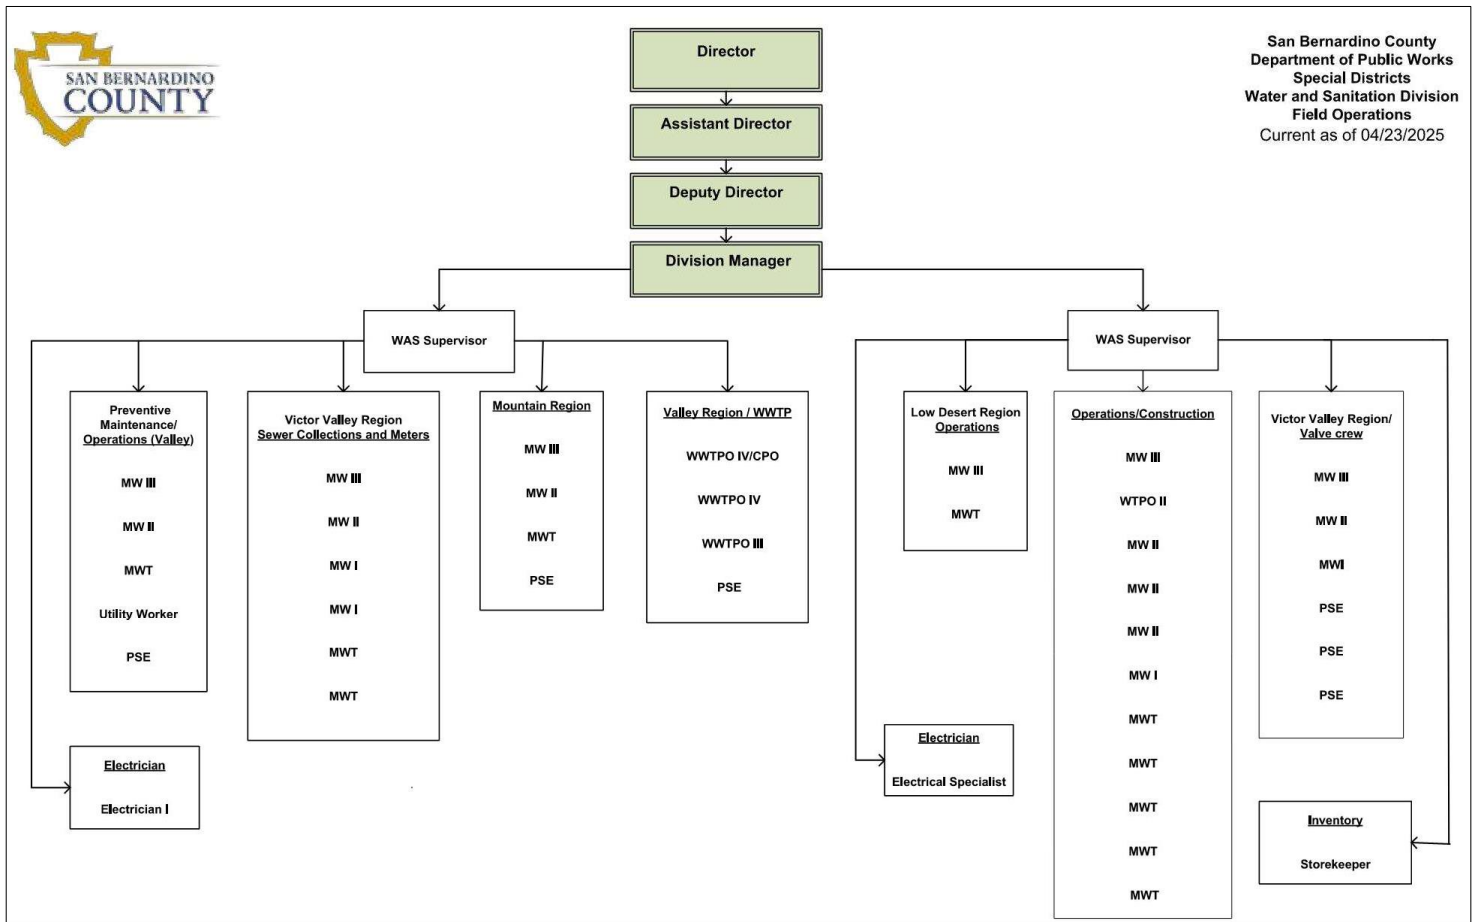 SAN BERNARDINO
COUNTY
San Bernardino County
Department of Public Works
Special Districts
Water and Sanitation Division
Field Operations
Current as of 04/23/2025
Director
Assistant Director
Deputy Director
Division Manager
WAS Supervisor
Preventive
Maintenance/
Operations (Valley)
MW III
MW II
MWT
Utility Worker
PSE
Victor Valley Region
Sewer Collections and Meters
MW III
MW II
MW I
MW I
MWT
MWT
Mountain Region
MW III
MW II
MWT
PSE
Valley Region / WWTP
WWTPO IV/CPO
WWTPO IV
WWTPO III
PSE
Electrician
Electrician I
WAS Supervisor
Low Desert Region
Operations
MW III
MWT
Operations/Construction
MW III
WTPO II
MW II
MW II
MW II
MW I
MWT
MWT
MWT
MWT
MWT
Victor Valley Region/
Valve crew
MW III
MW II
MWI
PSE
PSE
PSE
Electrician
Electrical Specialist
Inventory
Storekeeper